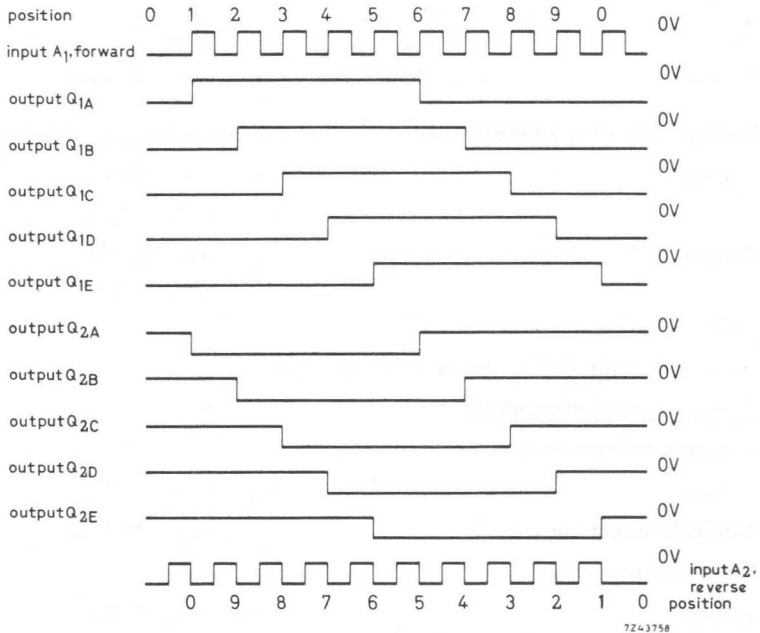 position 0 1 2 3 4 5 6 7 8 9 0
0V
input A1, forward
0V
output Q1A
0V
output Q1B
0V
output Q1C
0V
output Q1D
0V
output Q1E
output Q2A 0V
output Q2B 0V
output Q2C 0V
output Q2D 0V
output Q2E 0V
0V
input A2,
reverse
0 9 8 7 6 5 4 3 2 1 0 position
7Z43758